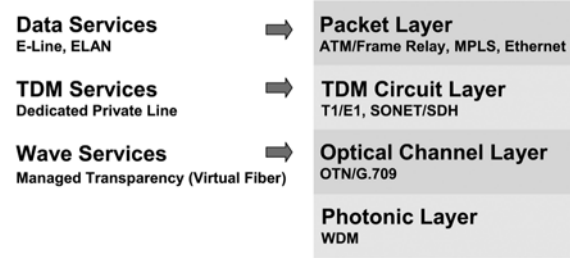 Data Services
E-Line, ELAN
Packet Layer
ATM/Frame Relay, MPLS, Ethernet
TDM Services
Dedicated Private Line
TDM Circuit Layer
T1/E1, SONET/SDH
Wave Services
Managed Transparency (Virtual Fiber)
Optical Channel Layer
OTN/G.709
Photonic Layer
WDM